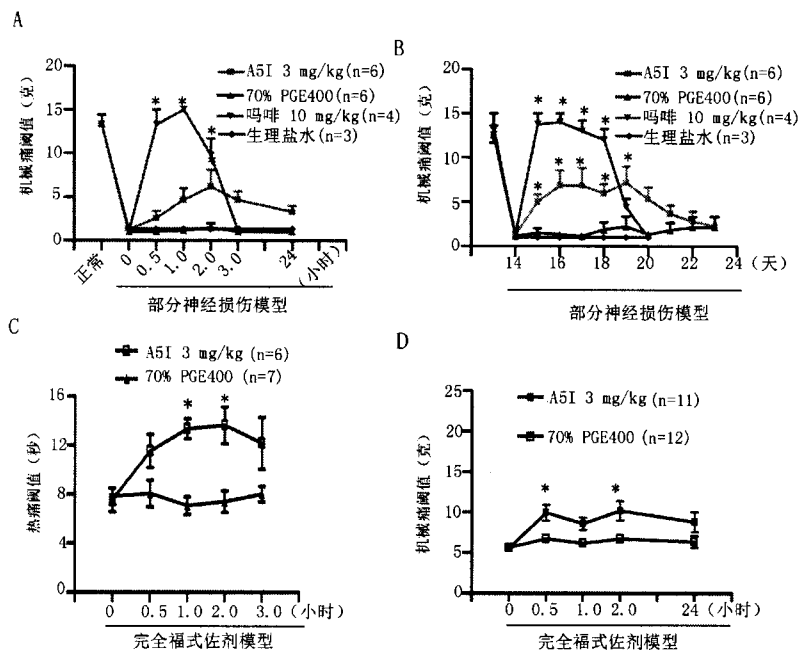 A
A5I 3 mg/kg(n=6)
70% PGE400(n=6)
吗啡 10 mg/kg(n=4)
生理盐水(n=3)
机械痛阈值（克）
20
15
10
5
0
*
*
*
正常
0
0.5
1.0
2.0
3.0
24
(小时)
部分神经损伤模型
B
A5I 3 mg/kg(n=6)
70% PGE400(n=6)
吗啡 10 mg/kg(n=4)
生理盐水(n=3)
机械痛阈值（克）
20
15
10
5
0
* * * *
* * * * *
14 16 18 20 22 24 (天)
部分神经损伤模型
C
A5I 3 mg/kg (n=6)
70% PGE400 (n=7)
热痛阈值（秒）
16
12
8
4
0
* *
0 0.5 1.0 2.0 3.0 (小时)
完全福式佐剂模型
D
A5I 3 mg/kg (n=11)
70% PGE400 (n=12)
机械痛阈值（克）
25
20
15
10
5
0
* *
0 0.5 1.0 2.0 24 (小时)
完全福式佐剂模型